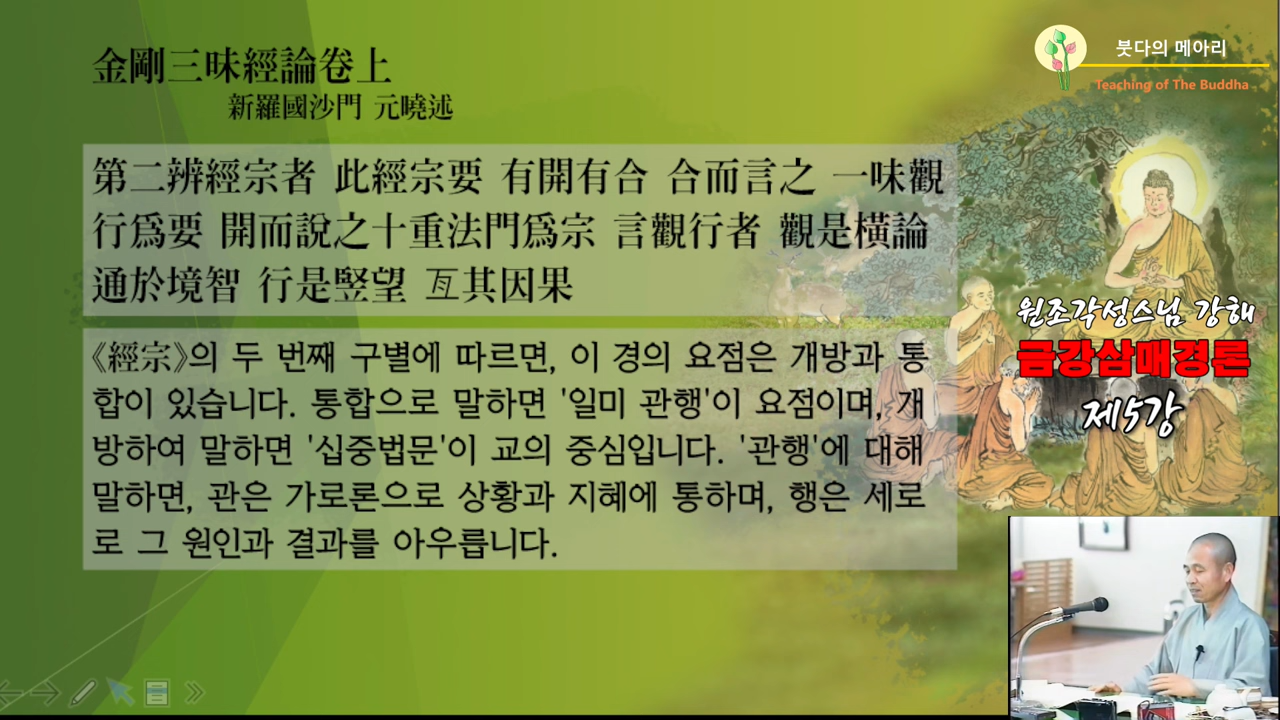 金剛三昧經論卷上
新羅國沙門 元曉述
第二辨經宗者 此經宗要 有開有合 合而言之 一味觀
行爲要 開而說之十重法門爲宗 言觀行者 觀是橫論
通於境智 行是竪望 亙其因果
《經宗》의 두 번째 구별에 따르면, 이 경의 요점은 개방과 통
합이 있습니다. 통합으로 말하면 '일미 관행'이 요점이며, 개
방하여 말하면 '십중법문'이 교의 중심입니다. '관행'에 대해
말하면, 관은 가로론으로 상황과 지혜에 통하며, 행은 세로
로 그 원인과 결과를 아우릅니다.
붓다의 메아리
Teaching of The Buddha
원조각성스님 강해
금강삼매경론
제5강